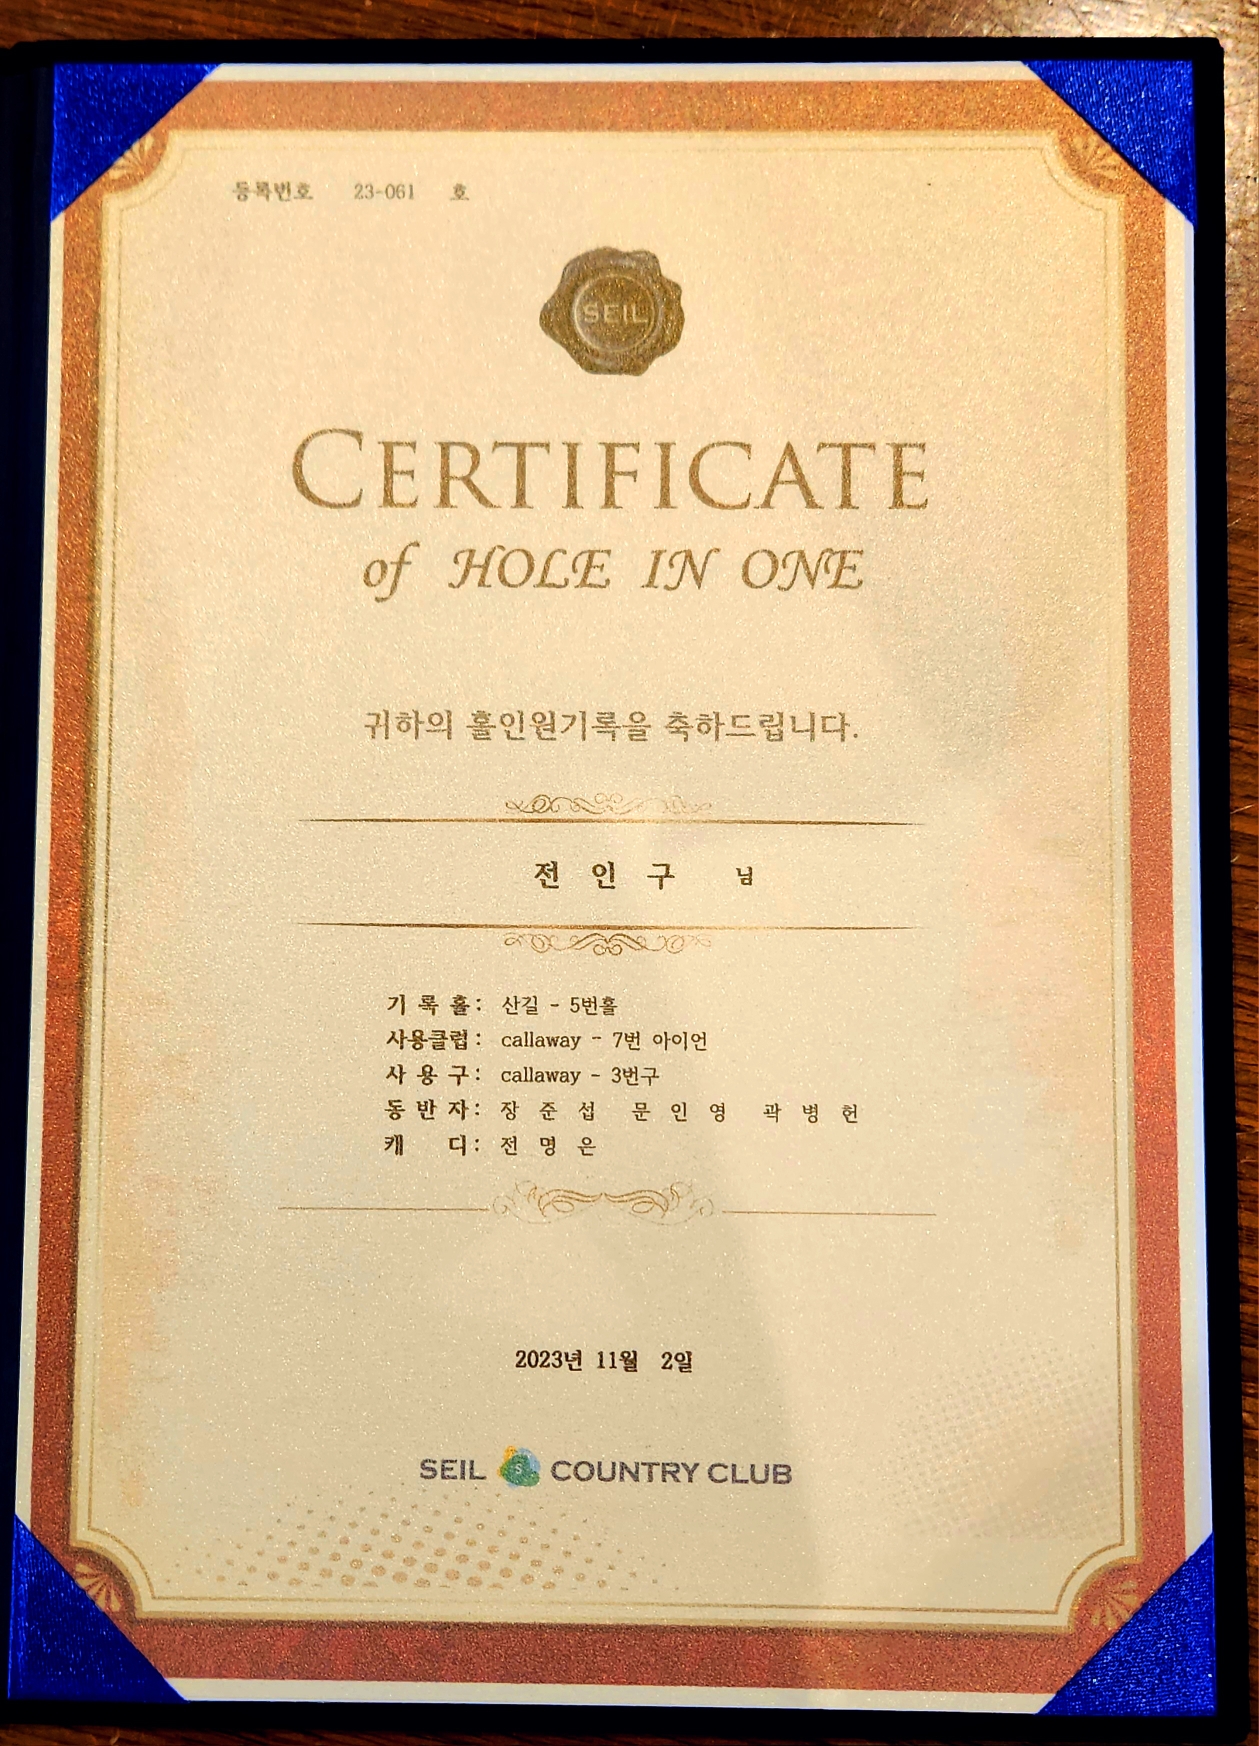 등록번호 23-061 호
SEIL
CERTIFICATE
of HOLE IN ONE
귀하의 홀인원기록을 축하드립니다.
전 인 구 님
기 록 홀 : 산길 - 5번홀
사용클럽 : callaway - 7번 아이언
사 용 구 : callaway - 3번구
동 반 자 : 장 준 섭 문 인 영 곽 병 헌
캐 디 : 전 명 은
2023년 11월 2일
SEIL COUNTRY CLUB